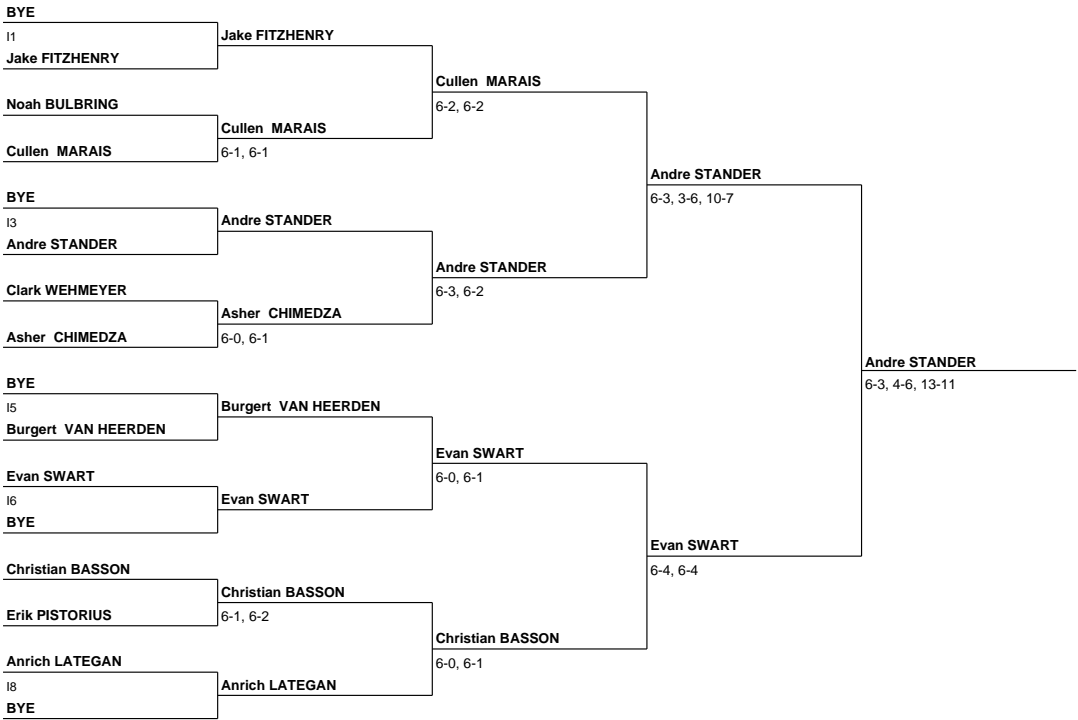 BYE
I1
Jake FITZHENRY
Noah BULBRING
Cullen  MARAIS
BYE
I3
Andre STANDER
Clark WEHMEYER
Asher  CHIMEDZA
BYE
I5
Burgert  VAN HEERDEN
Evan SWART
I6
BYE
Christian BASSON
Erik PISTORIUS
Anrich LATEGAN
I8
BYE
Jake FITZHENRY
Cullen  MARAIS
6-1, 6-1
Andre STANDER
Asher  CHIMEDZA
6-0, 6-1
Burgert  VAN HEERDEN
Evan SWART
Christian BASSON
6-1, 6-2
Anrich LATEGAN
Cullen  MARAIS
6-2, 6-2
Andre STANDER
6-3, 6-2
Evan SWART
6-0, 6-1
Christian BASSON
6-0, 6-1
Andre STANDER
6-3, 3-6, 10-7
Evan SWART
6-4, 6-4
Andre STANDER
6-3, 4-6, 13-11